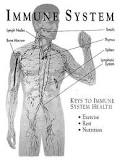 IMMUNE SYSTEM
Lymph Nodes
Tonsils
Bone Marrow
Thymus
Spleen
Lymphatic
System
KEYS TO IMMUNE
SYSTEM HEALTH
• Exercise
• Rest
• Nutrition